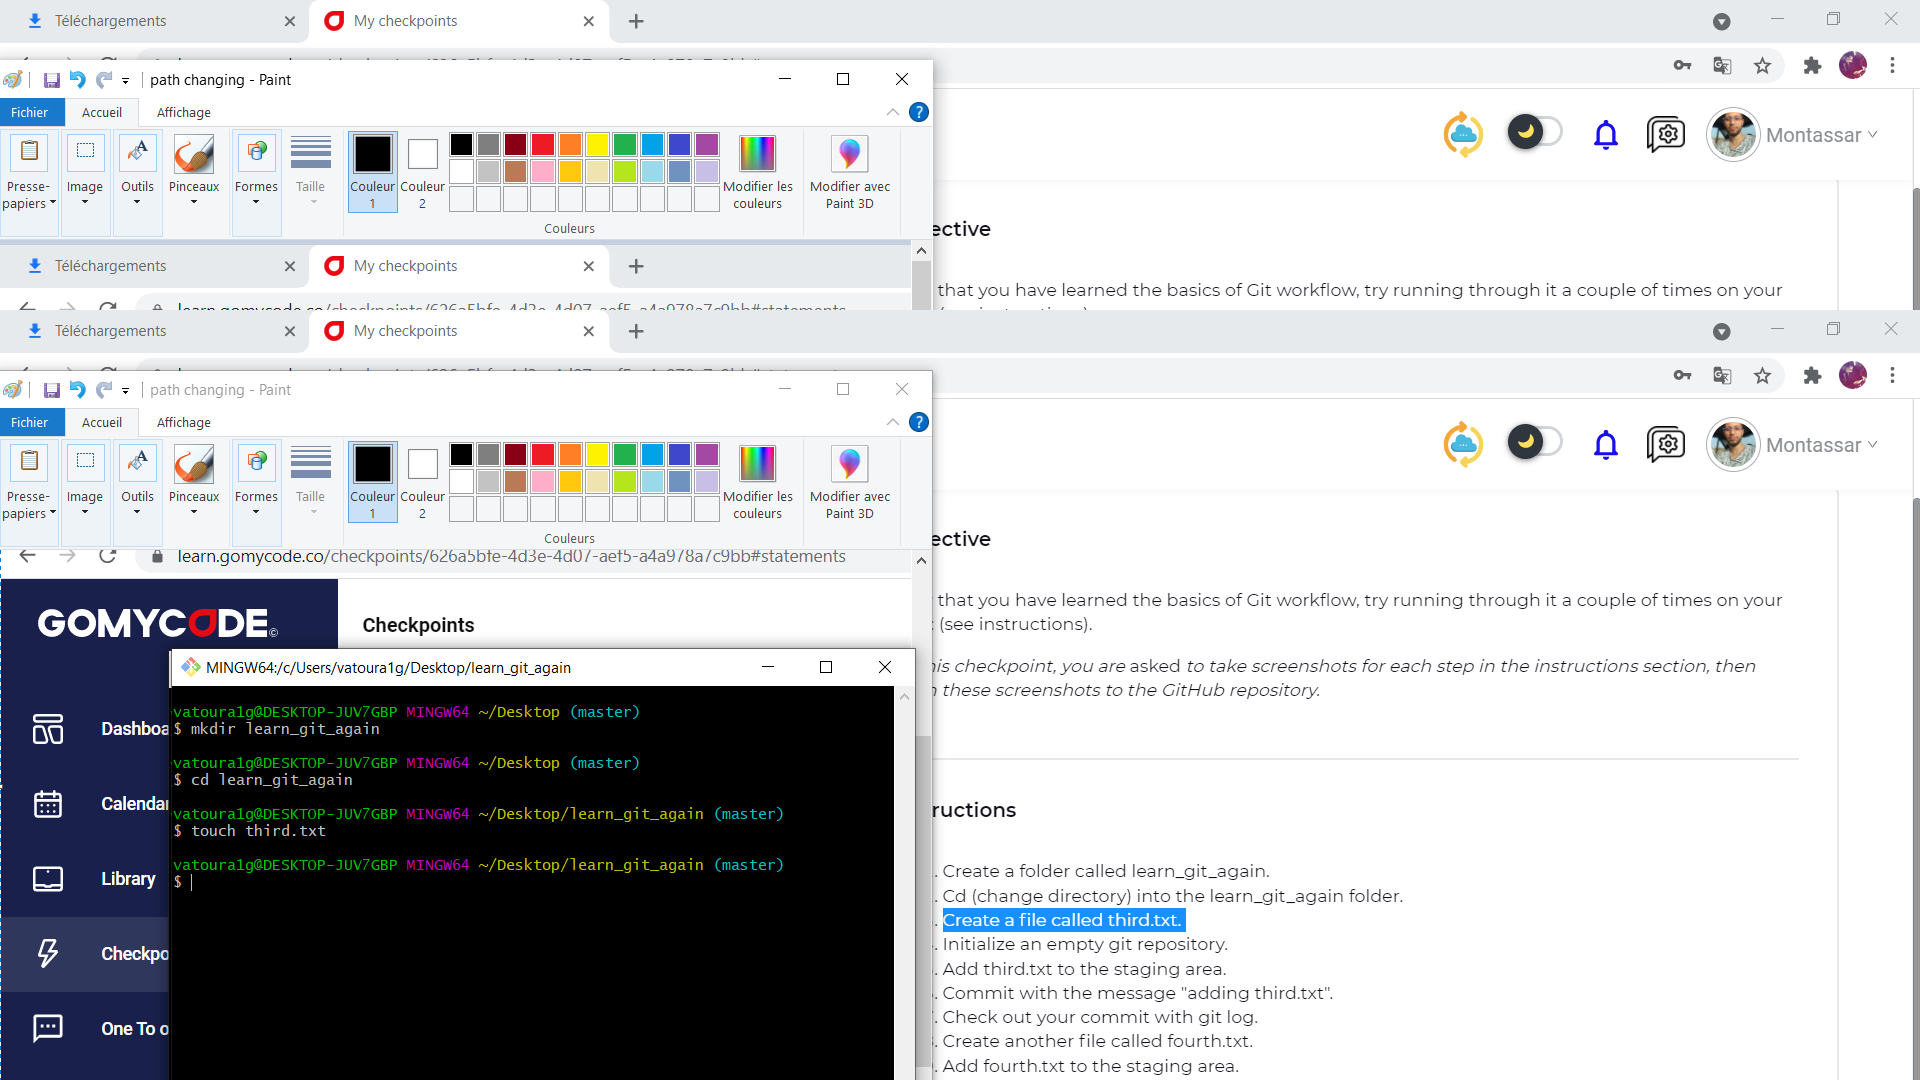 Téléchargements
My checkpoints
path changing - Paint
Fichier
Accueil
Affichage
Presse-
papiers
Image
Outils
Pinceaux
Formes
Taille
Couleur
1
Couleur
2
Modifier les
couleurs
Modifier avec
Paint 3D
Couleurs
Montassar
ective
that you have learned the basics of Git workflow, try running through it a couple of times on your
Téléchargements
My checkpoints
learn.gomycode.co/checkpoints/626a5bfe-4d3e-4d07-aef5-a4a978a7c9bb#statements
Téléchargements
My checkpoints
path changing - Paint
Fichier
Accueil
Affichage
Presse-
papiers
Image
Outils
Pinceaux
Formes
Taille
Couleur
1
Couleur
2
Modifier les
couleurs
Modifier avec
Paint 3D
Couleurs
Montassar
learn.gomycode.co/checkpoints/626a5bfe-4d3e-4d07-aef5-a4a978a7c9bb#statements
GOMYCODE©
Checkpoints
Dashboa
Calendar
Library
Checkpo
One To o
MINGW64:/c/Users/vatoura1g/Desktop/learn_git_again
vatoura1g@DESKTOP-JUV7GBP MINGW64 ~/Desktop (master)
$ mkdir learn_git_again
vatoura1g@DESKTOP-JUV7GBP MINGW64 ~/Desktop (master)
$ cd learn_git_again
vatoura1g@DESKTOP-JUV7GBP MINGW64 ~/Desktop/learn_git_again (master)
$ touch third.txt
vatoura1g@DESKTOP-JUV7GBP MINGW64 ~/Desktop/learn_git_again (master)
$
ective
that you have learned the basics of Git workflow, try running through it a couple of times on your
(see instructions).
his checkpoint, you are asked to take screenshots for each step in the instructions section, then
these screenshots to the GitHub repository.
ructions
. Create a folder called learn_git_again.
. Cd (change directory) into the learn_git_again folder.
. Create a file called third.txt.
. Initialize an empty git repository.
. Add third.txt to the staging area.
. Commit with the message "adding third.txt".
. Check out your commit with git log.
. Create another file called fourth.txt.
. Add fourth.txt to the staging area.